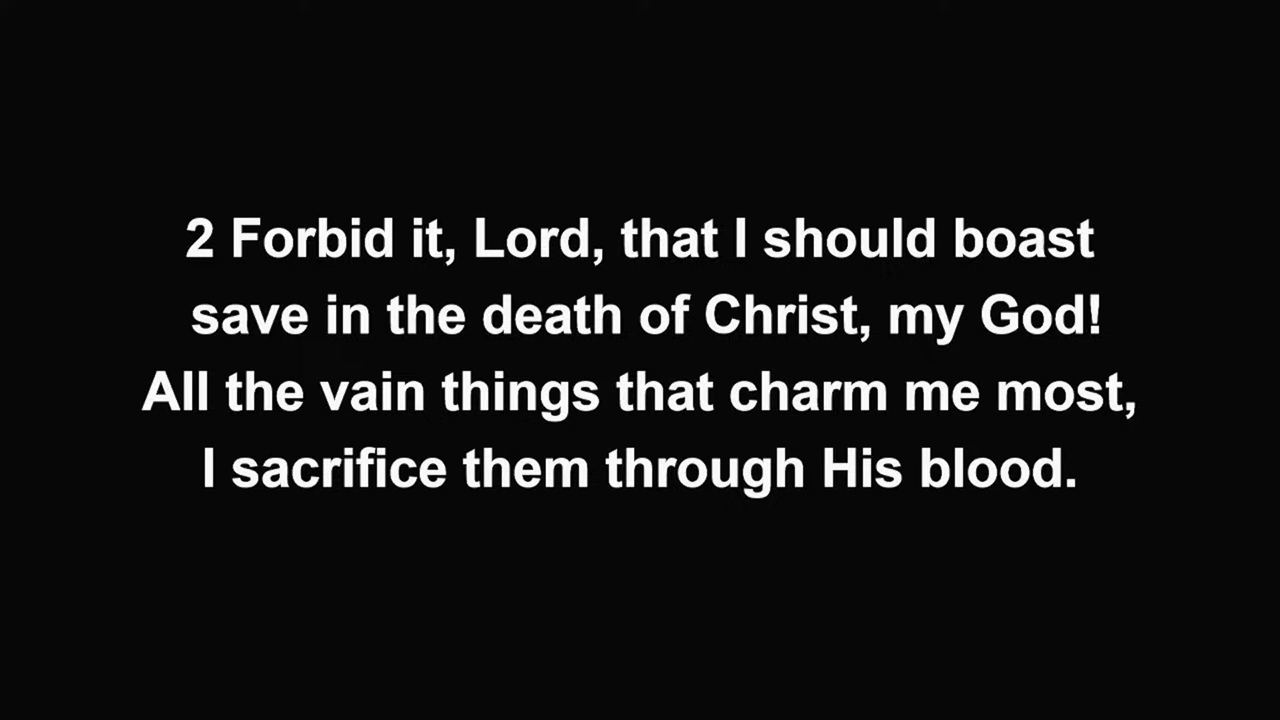 2 Forbid it, Lord, that I should boast
save in the death of Christ, my God!
All the vain things that charm me most,
I sacrifice them through His blood.